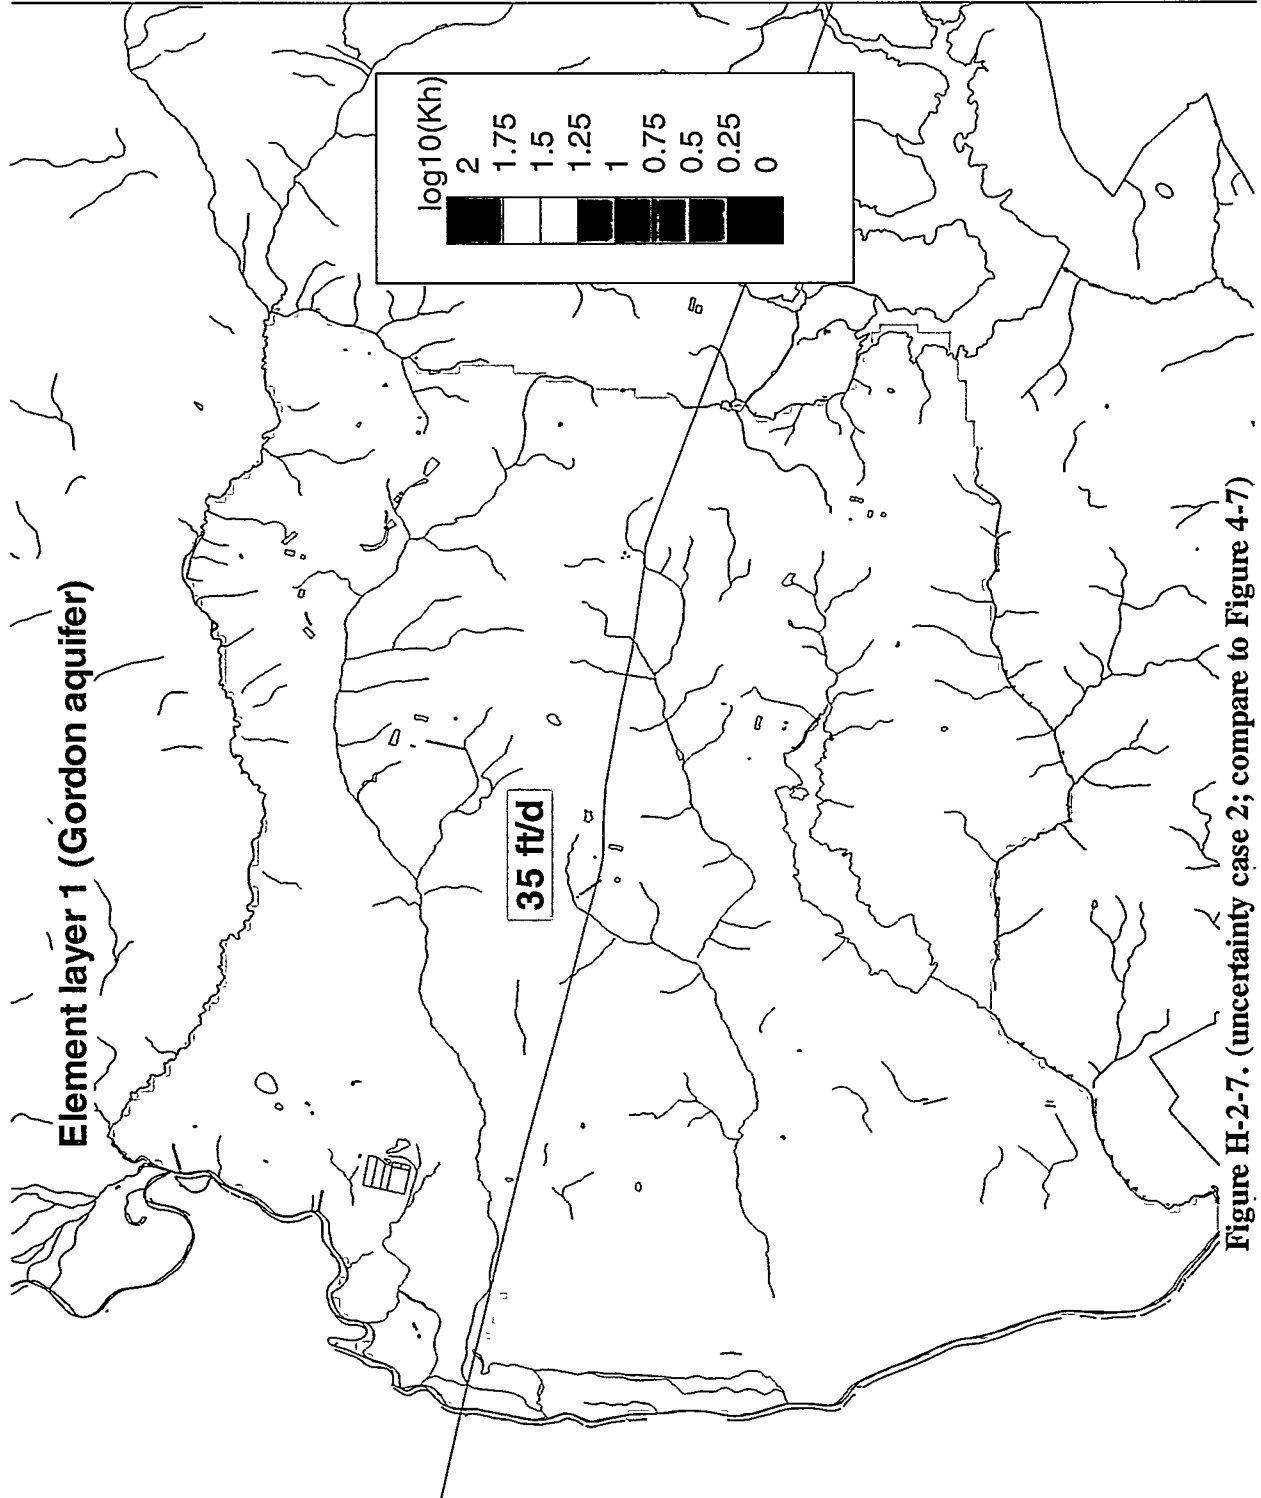 Element layer 1 (Gordon aquifer)
log10(Kh)
2
1.75
1.5
1.25
1
0.75
0.5
0.25
0
35 ft/d
Figure H-2-7. (uncertainty case 2; compare to Figure 4-7)